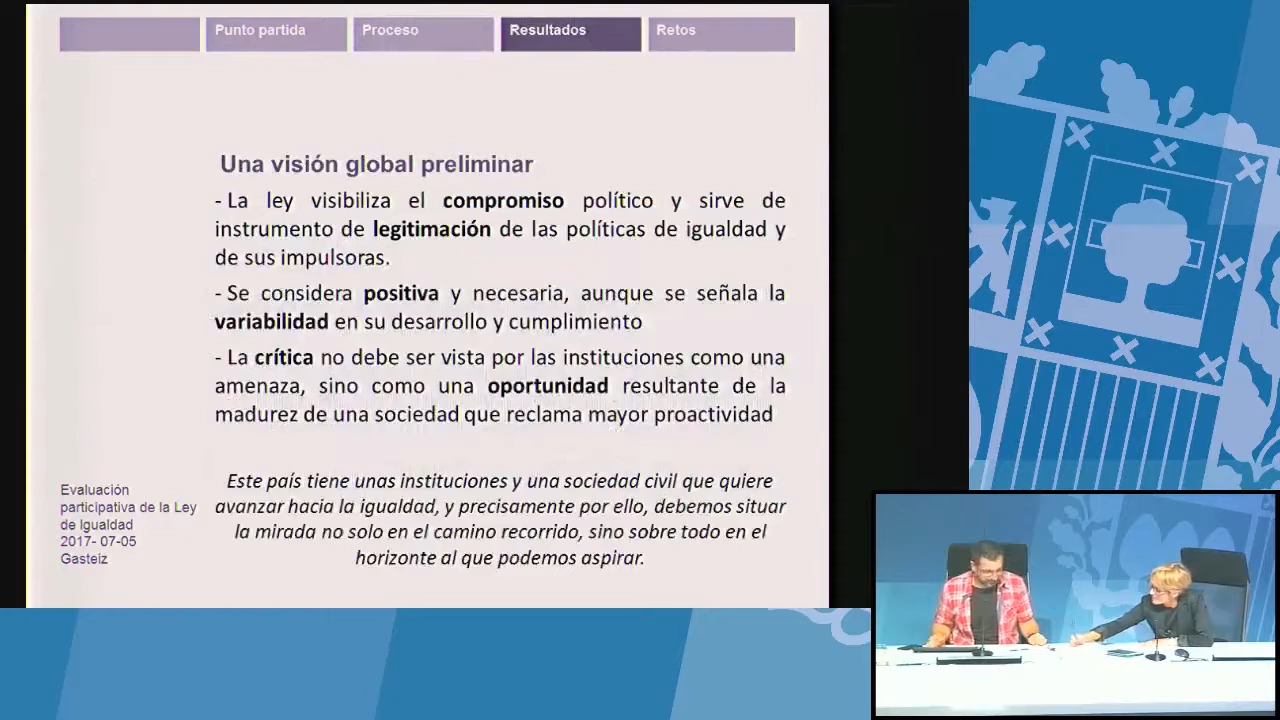 Punto partida
Proceso
Resultados
Retos
Una visión global preliminar
- La ley visibiliza el compromiso político y sirve de
instrumento de legitimación de las políticas de igualdad y
de sus impulsoras.
- Se considera positiva y necesaria, aunque se señala la
variabilidad en su desarrollo y cumplimiento
- La crítica no debe ser vista por las instituciones como una
amenaza, sino como una oportunidad resultante de la
madurez de una sociedad que reclama mayor proactividad
Este país tiene unas instituciones y una sociedad civil que quiere
avanzar hacia la igualdad, y precisamente por ello, debemos situar
la mirada no solo en el camino recorrido, sino sobre todo en el
horizonte al que podemos aspirar.
Evaluación
participativa de la Ley
de Igualdad
2017- 07-05
Gasteiz